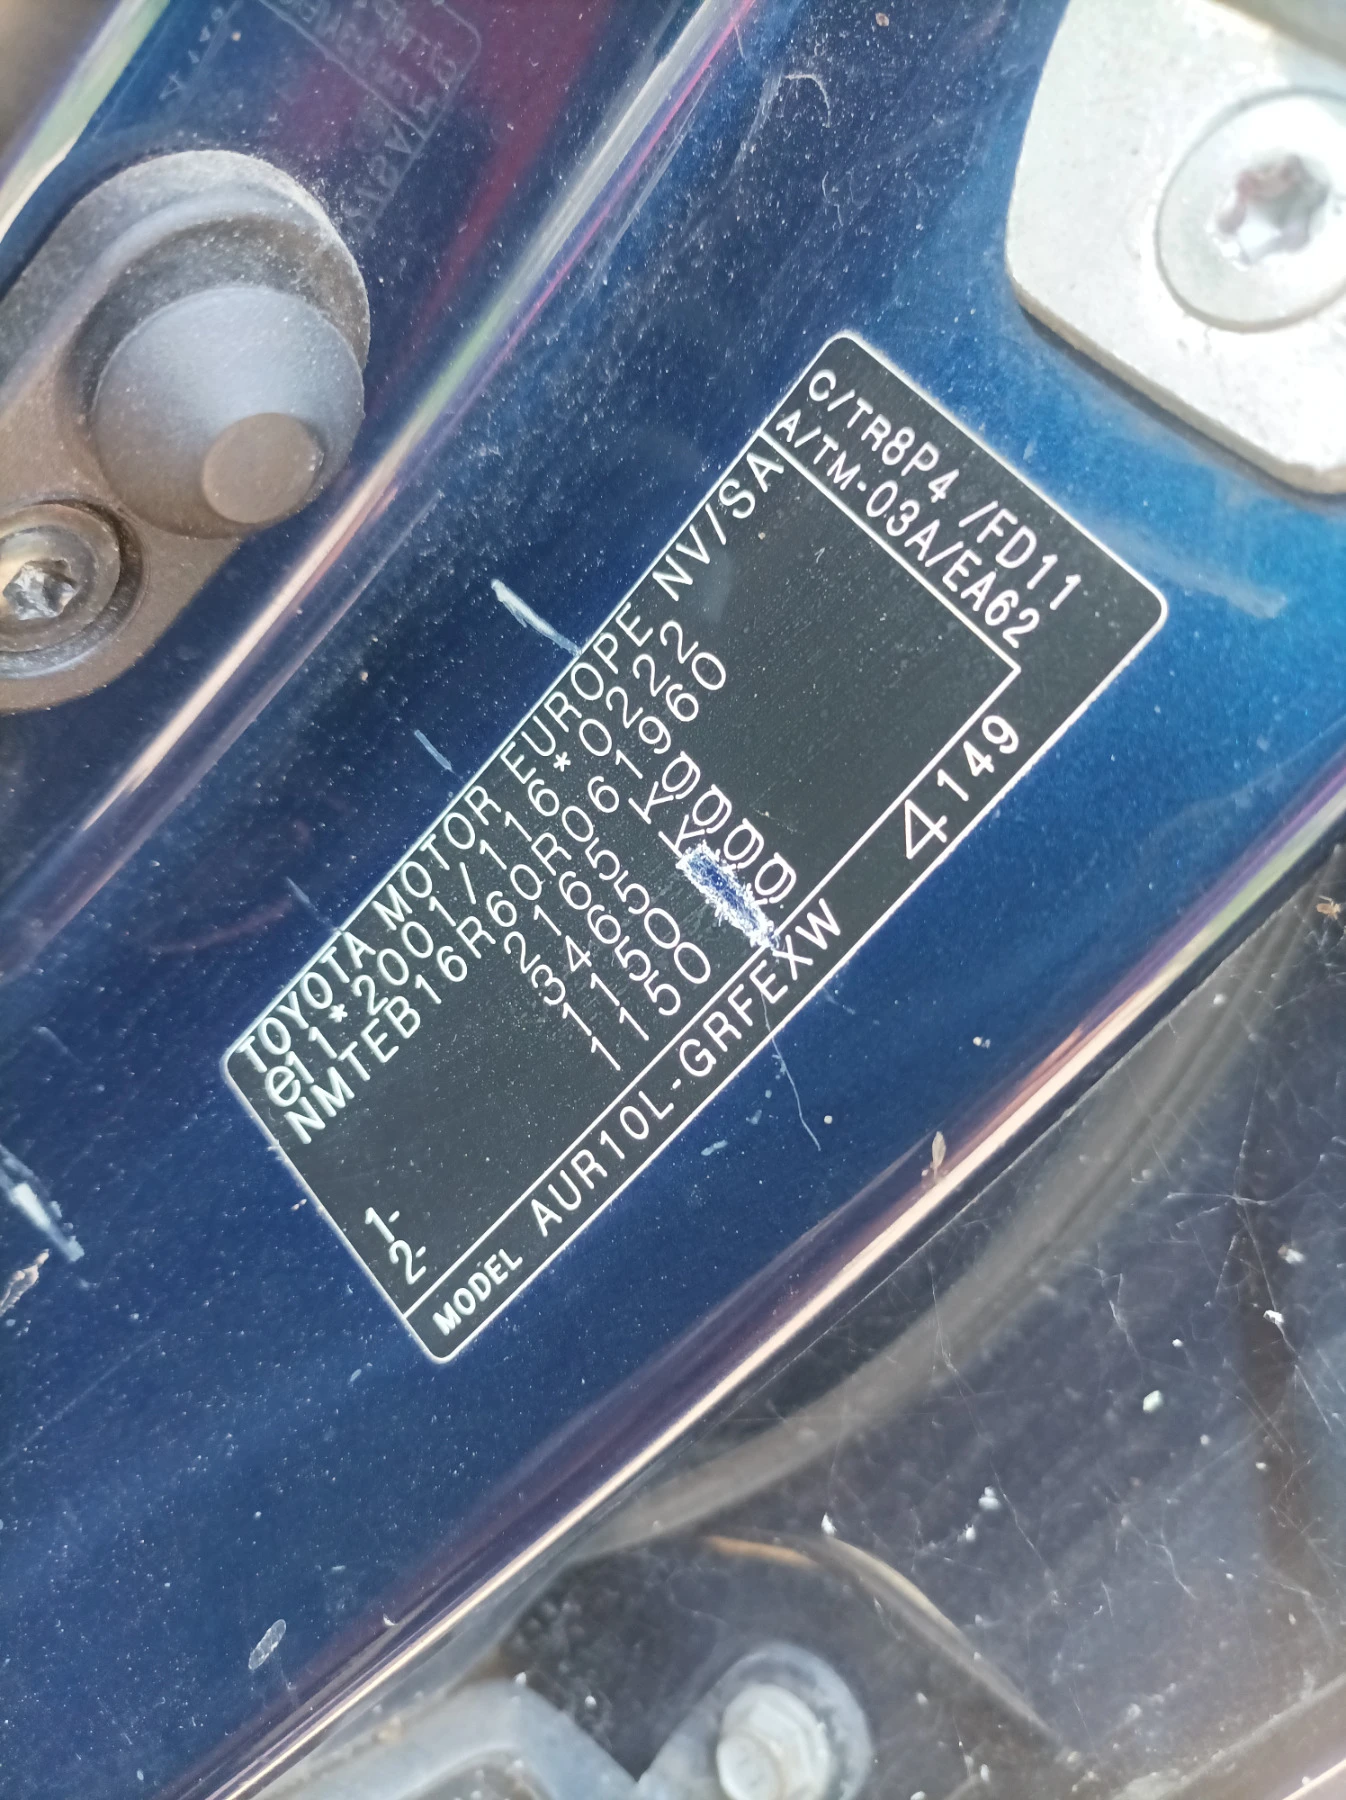 TOYOTA MOTOR EUROPE NV/SA
e11*2001/116*0222
NMTEB16R60R061960
2165 Kg
3465 Kg
1- 1150 g
2- 1150 g
MODEL AUR10L-GRFEXW
4149
C/TR8P4 /FD11
A/TM-03A/EA62